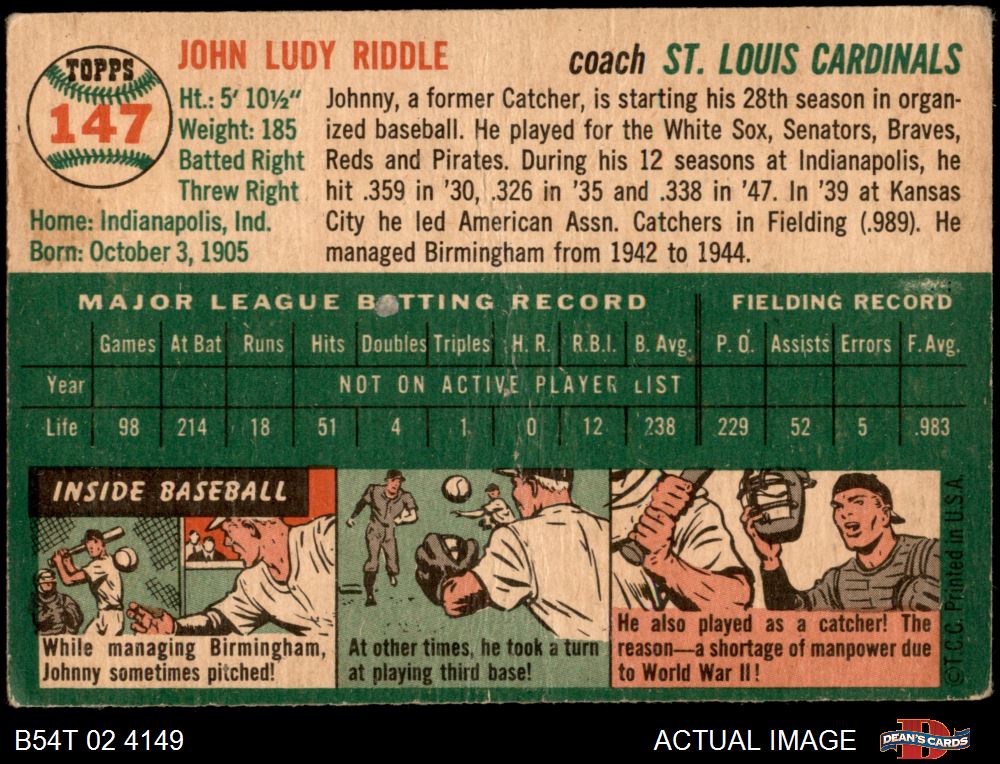 TOPPS
147
JOHN LUDY RIDDLE
coach ST. LOUIS CARDINALS
Ht.: 5' 10½"
Weight: 185
Batted Right
Threw Right
Home: Indianapolis, Ind.
Born: October 3, 1905
Johnny, a former Catcher, is starting his 28th season in organ-
ized baseball. He played for the White Sox, Senators, Braves,
Reds and Pirates. During his 12 seasons at Indianapolis, he
hit .359 in '30, .326 in '35 and .338 in '47. In '39 at Kansas
City he led American Assn. Catchers in Fielding (.989). He
managed Birmingham from 1942 to 1944.
MAJOR LEAGUE BATTING RECORD FIELDING RECORD
Games At Bat Runs Hits Doubles Triples H. R. R.B.I. B. Avg. P. O. Assists Errors F. Avg.
Year NOT ON ACTIVE PLAYER LIST
Life 98 214 18 51 4 1 0 12 .238 229 52 5 .983
INSIDE BASEBALL
While managing Birmingham,
Johnny sometimes pitched!
At other times, he took a turn
at playing third base!
He also played as a catcher! The
reason—a shortage of manpower due
to World War II!
©T.C.C. Printed in U.S.A.
B54T 02 4149
ACTUAL IMAGE
DEAN'S CARDS